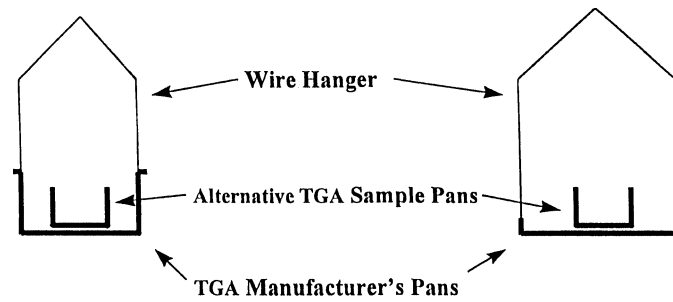 Wire Hanger
Alternative TGA Sample Pans
TGA Manufacturer's Pans